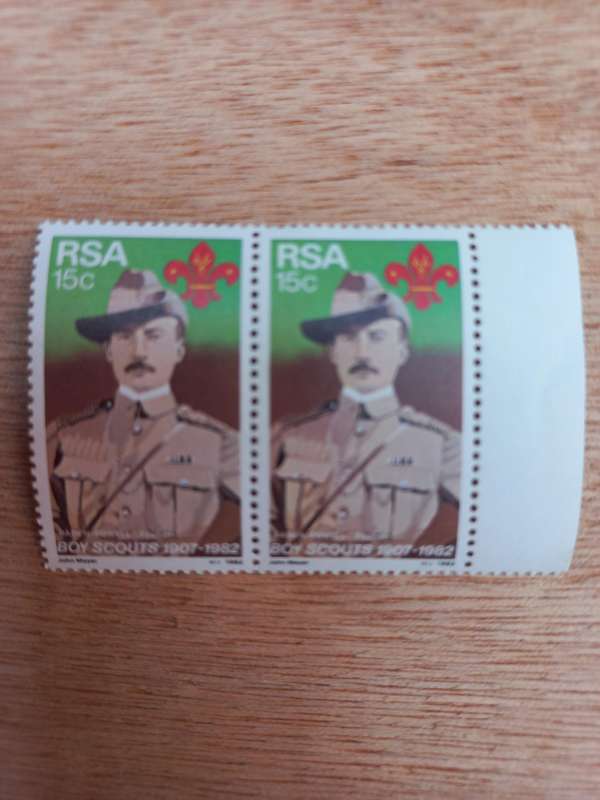 RSA
15c
BOY SCOUTS 1907-1982
John Meyer
1982
RSA
15c
BOY SCOUTS 1907-1982
John Meyer
1982